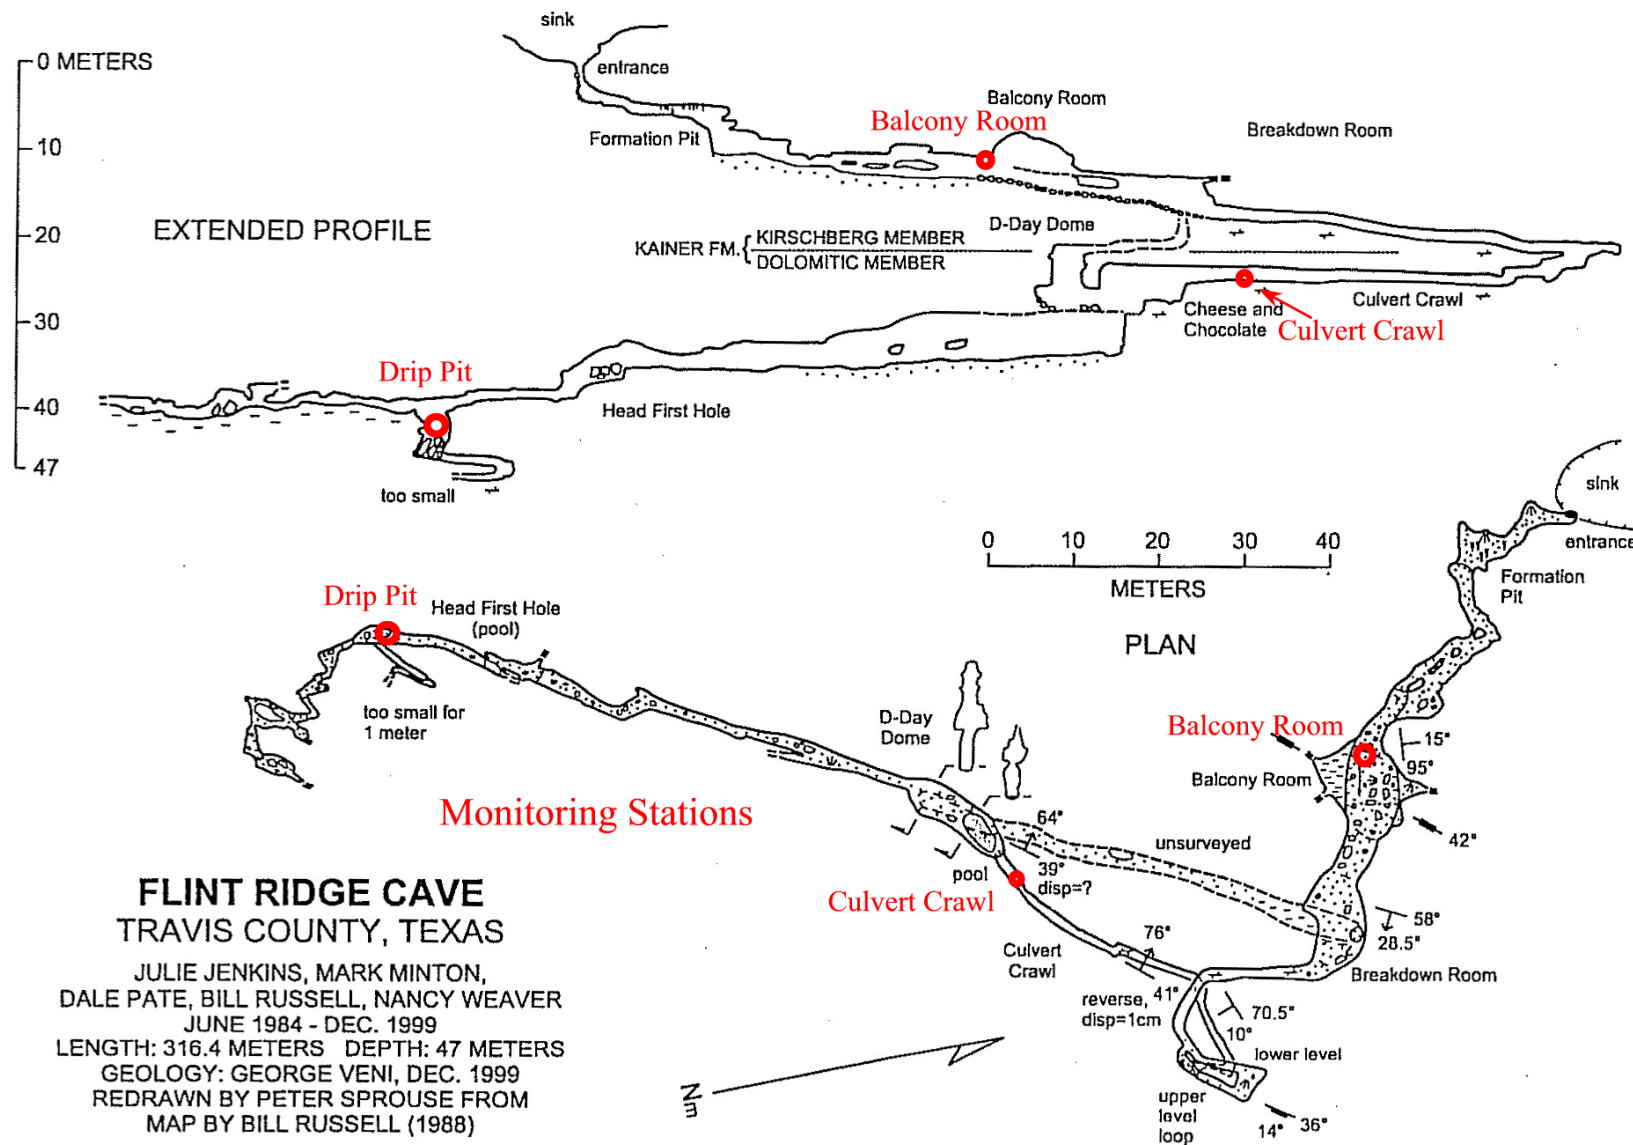 sink
0 METERS
entrance
Balcony Room
Balcony Room
Breakdown Room
Formation Pit
10
EXTENDED PROFILE
20
D-Day Dome
KAINER FM.
KIRSCHBERG MEMBER
DOLOMITIC MEMBER
Culvert Crawl
Cheese and
Chocolate
Culvert Crawl
30
Drip Pit
Head First Hole
40
47
too small
sink
entrance
0 10 20 30 40
METERS
Formation
Pit
PLAN
Drip Pit
Head First Hole
(pool)
too small for
1 meter
D-Day
Dome
Balcony Room
Balcony Room
15°
95°
42°
Monitoring Stations
64°
unsurveyed
39°
disp=?
pool
Culvert Crawl
58°
28.5°
Culvert
Crawl
76°
Breakdown Room
41°
reverse,
disp=1cm
70.5°
10°
lower level
upper
level
loop
14° 36°
Nm
FLINT RIDGE CAVE
TRAVIS COUNTY, TEXAS
JULIE JENKINS, MARK MINTON,
DALE PATE, BILL RUSSELL, NANCY WEAVER
JUNE 1984 - DEC. 1999
LENGTH: 316.4 METERS DEPTH: 47 METERS
GEOLOGY: GEORGE VENI, DEC. 1999
REDRAWN BY PETER SPROUSE FROM
MAP BY BILL RUSSELL (1988)